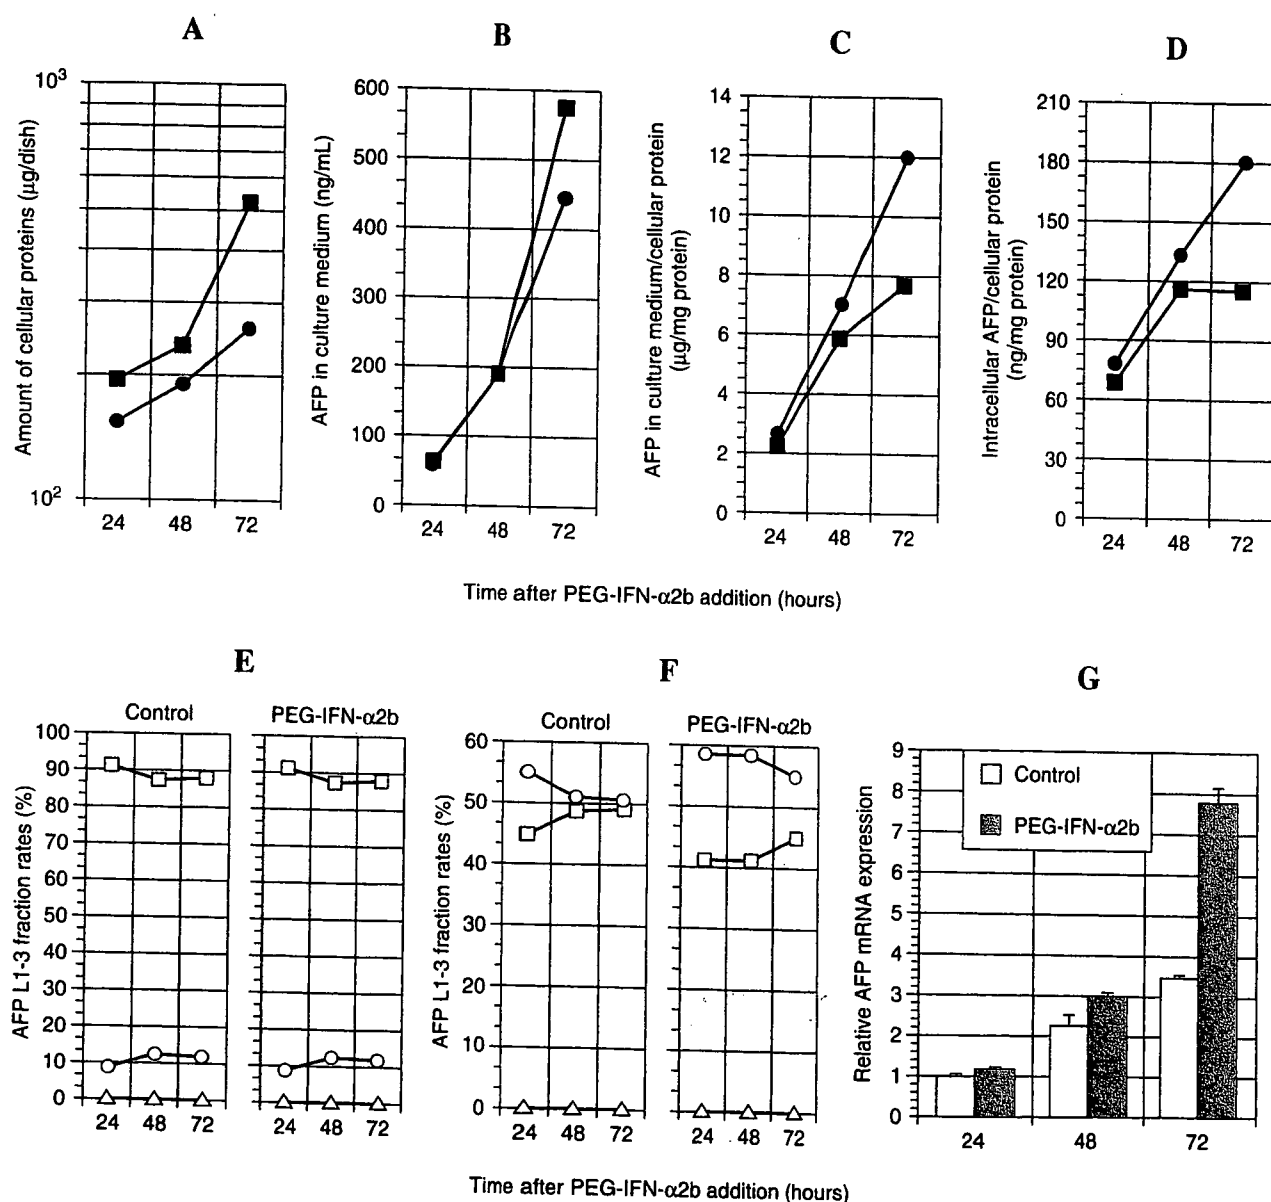 A
B
C
D
Amount of cellular proteins (µg/dish)
10³
10²
24 48 72
AFP in culture medium (ng/mL)
600
500
400
300
200
100
0
24 48 72
AFP in culture medium/cellular protein
(µg/mg protein)
14
12
10
8
6
4
2
0
24 48 72
Intracellular AFP/cellular protein
(ng/mg protein)
210
180
150
120
90
60
30
0
24 48 72
Time after PEG-IFN-α2b addition (hours)
E
F
G
Control
PEG-IFN-α2b
AFP L1-3 fraction rates (%)
100
90
80
70
60
50
40
30
20
10
0
24 48 72
24 48 72
Control
PEG-IFN-α2b
AFP L1-3 fraction rates (%)
60
50
40
30
20
10
0
24 48 72
24 48 72
Relative AFP mRNA expression
9
8
7
6
5
4
3
2
1
0
Control
PEG-IFN-α2b
24 48 72
Time after PEG-IFN-α2b addition (hours)